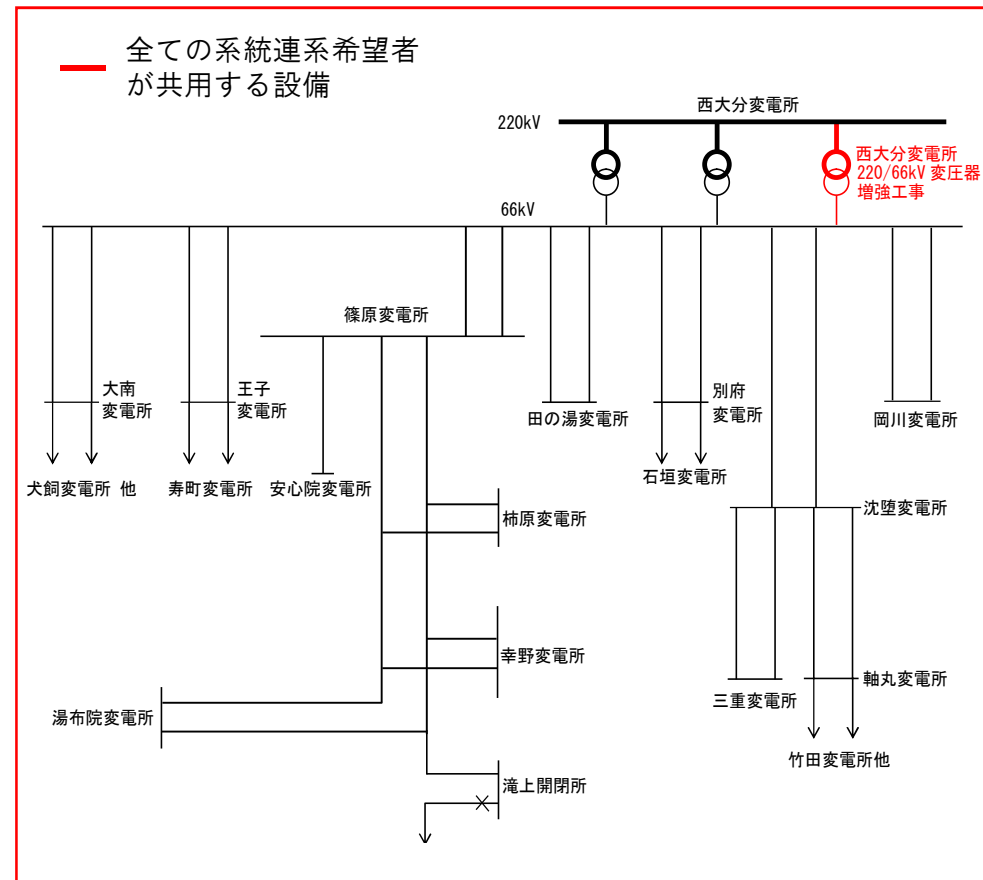 全ての系統連系希望者
が共用する設備
西大分変電所
220kV
西大分変電所
220/66kV 変圧器
増強工事
66kV
篠原変電所
大南
変電所
王子
変電所
田の湯変電所
別府
変電所
岡川変電所
犬飼変電所 他
寿町変電所
安心院変電所
石垣変電所
柿原変電所
沈堕変電所
幸野変電所
湯布院変電所
三重変電所
軸丸変電所
竹田変電所他
滝上開閉所